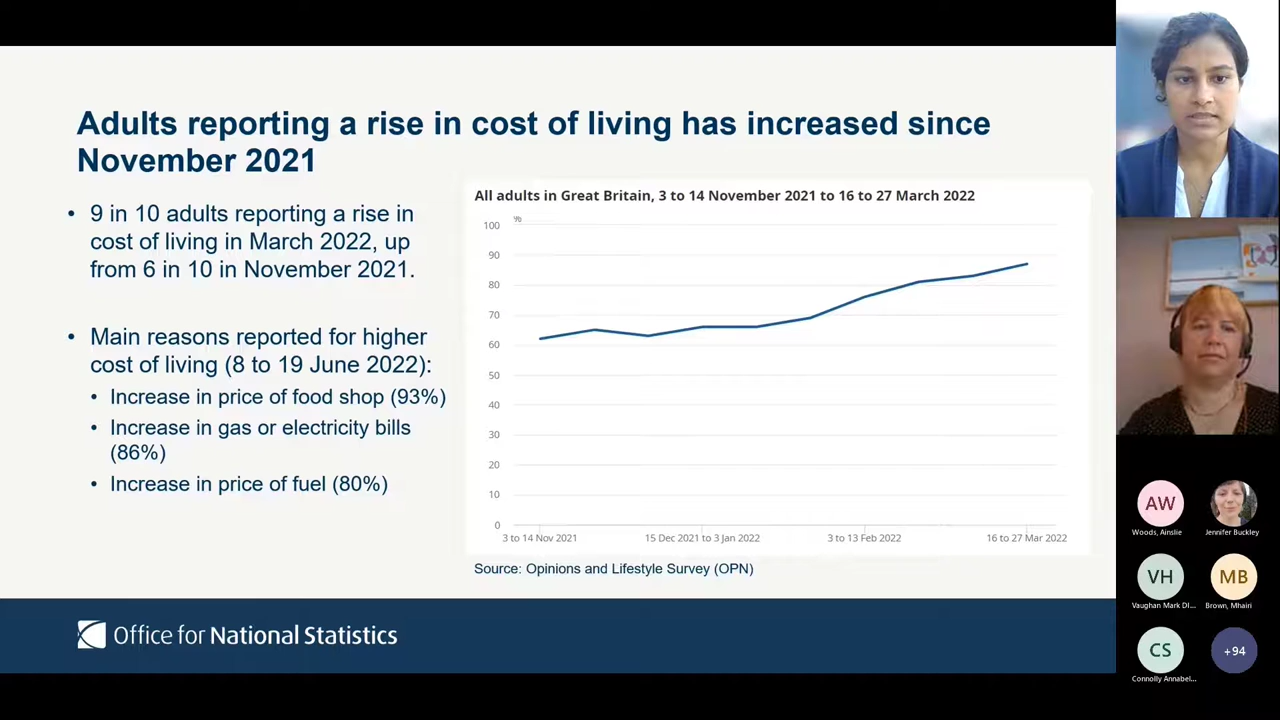 Adults reporting a rise in cost of living has increased since
November 2021
• 9 in 10 adults reporting a rise in
cost of living in March 2022, up
from 6 in 10 in November 2021.
• Main reasons reported for higher
cost of living (8 to 19 June 2022):
• Increase in price of food shop (93%)
• Increase in gas or electricity bills
(86%)
• Increase in price of fuel (80%)
All adults in Great Britain, 3 to 14 November 2021 to 16 to 27 March 2022
%
100
90
80
70
60
50
40
30
20
10
0
3 to 14 Nov 2021
15 Dec 2021 to 3 Jan 2022
3 to 13 Feb 2022
16 to 27 Mar 2022
Source: Opinions and Lifestyle Survey (OPN)
Office for National Statistics
AW
Woods, Ainslie
Jennifer Buckley
VH
Vaughan Mark DI...
MB
Brown, Mhairi
CS
Connolly Annabel...
+94